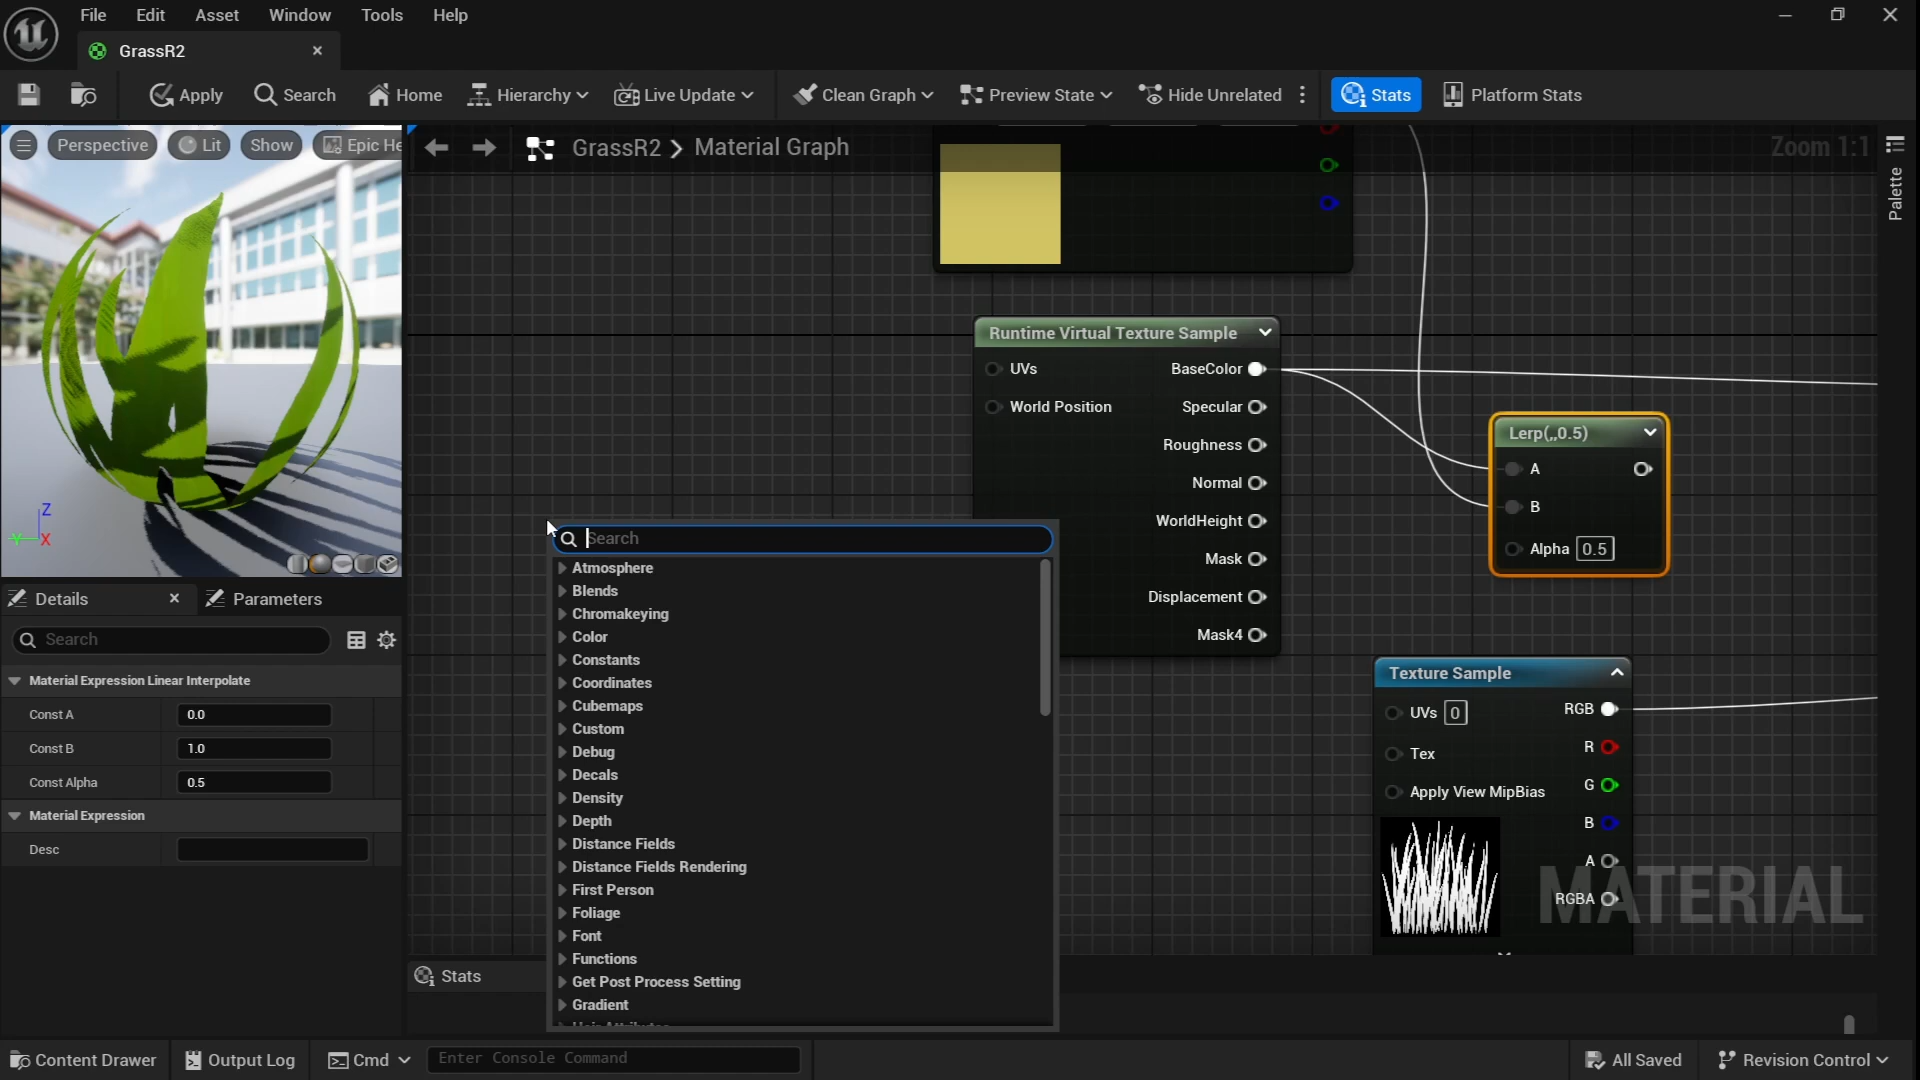 File Edit Asset Window Tools Help
GrassR2
Apply Search Home Hierarchy Live Update Clean Graph Preview State Hide Unrelated Stats Platform Stats
Perspective Lit Show Epic He
GrassR2 > Material Graph
Zoom 1:1
Palette
Runtime Virtual Texture Sample
UVs BaseColor
World Position Specular
Roughness
Normal
WorldHeight
Mask
Displacement
Mask4
Lerp(,,0.5)
A
B
Alpha 0.5
Z
Y X
Search
Atmosphere
Blends
Chromakeying
Color
Constants
Coordinates
Cubemaps
Custom
Debug
Decals
Density
Depth
Distance Fields
Distance Fields Rendering
First Person
Foliage
Font
Functions
Get Post Process Setting
Gradient
Texture Sample
UVs 0 RGB
R
Tex
G
Apply View MipBias
B
A
RGBA
MATERIAL
Details Parameters
Search
Material Expression Linear Interpolate
Const A 0.0
Const B 1.0
Const Alpha 0.5
Material Expression
Desc
Stats
Content Drawer Output Log Cmd Enter Console Command All Saved Revision Control